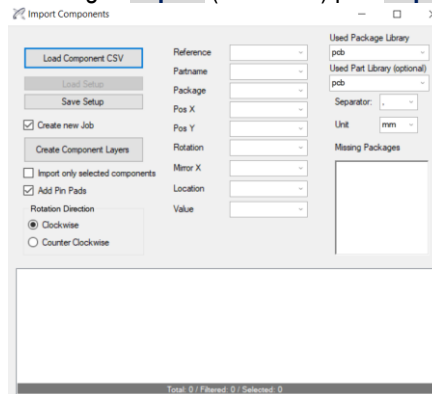 Import Components
Load Component CSV
Load Setup
Save Setup
Create new Job
Create Component Layers
Import only selected components
Add Pin Pads
Rotation Direction
Clockwise
Counter Clockwise
Reference
Partname
Package
Pos X
Pos Y
Rotation
Mirror X
Location
Value
Used Package Library
pcb
Used Part Library (optional)
pcb
Separator: ,
Unit mm
Missing Packages
Total: 0 / Filtered: 0 / Selected: 0